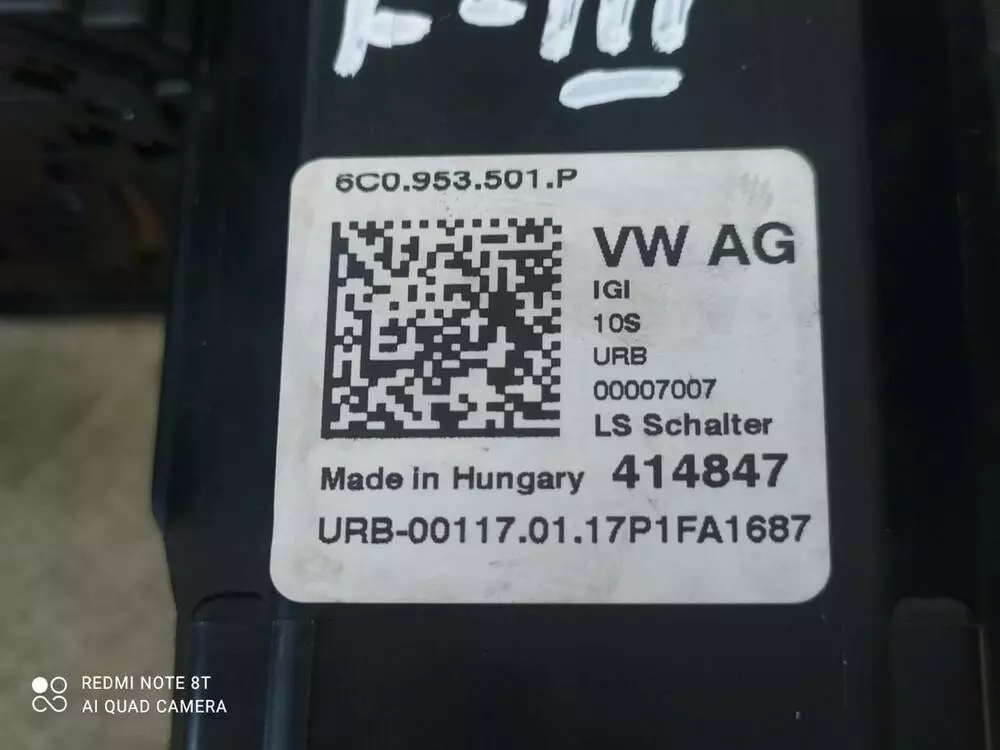 6C0.953.501.P
VW AG
IGI
10S
URB
00007007
LS Schalter
Made in Hungary 414847
URB-00117.01.17P1FA1687
REDMI NOTE 8T
AI QUAD CAMERA